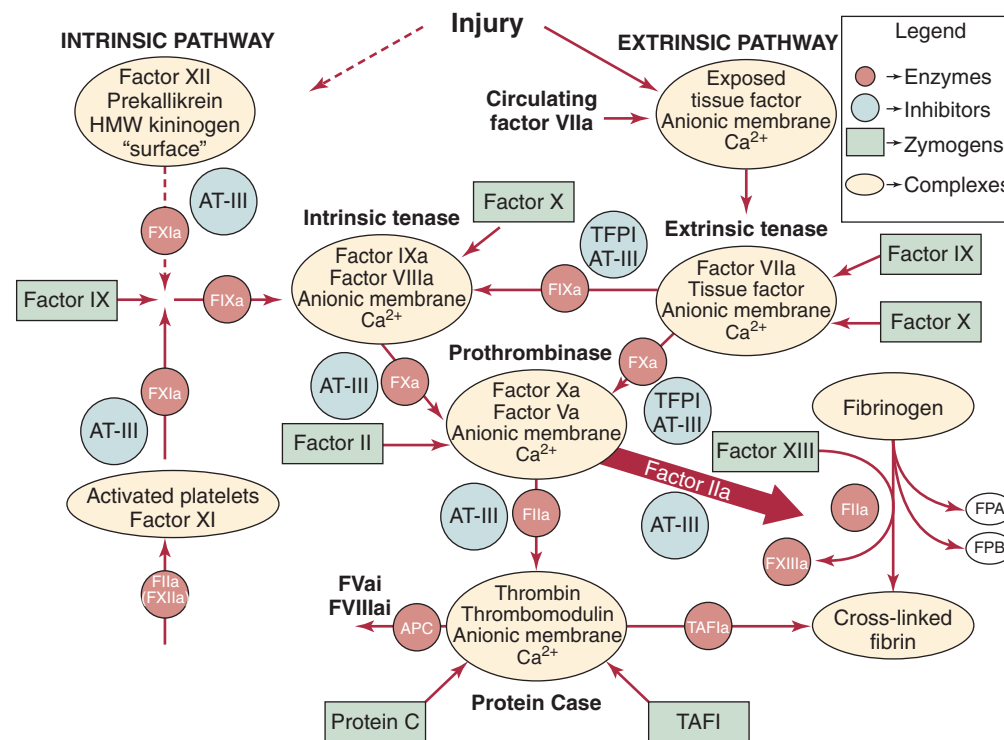 Injury
INTRINSIC PATHWAY
Factor XII
Prekallikrein
HMW kininogen
“surface”
AT-III
FXIa
Factor IX
FIXa
FXIa
AT-III
Activated platelets
Factor XI
FIIa
(FXIIa)
EXTRINSIC PATHWAY
Exposed
tissue factor
Anionic membrane
Ca2+
Circulating
factor VIIa
Legend
Enzymes
Inhibitors
Zymogens
Complexes
Intrinsic tenase
Factor X
Factor IXa
Factor VIIIa
Anionic membrane
Ca2+
TFPI
AT-III
FIXa
Extrinsic tenase
Factor VIIa
Tissue factor
Anionic membrane
Ca2+
Factor IX
Factor X
AT-III
FXa
Prothrombinase
FXa
TFPI
AT-III
Factor Xa
Factor Va
Anionic membrane
Ca2+
Factor II
Factor IIa
AT-III
FIIa
AT-III
Fibrinogen
Factor XIII
FIIa
FXIIIa
FPA
FPB
Cross-linked
fibrin
FVai
FVIIIai
APC
Thrombin
Thrombomodulin
Anionic membrane
Ca2+
TAFIa
Protein C
Protein Case
TAFI